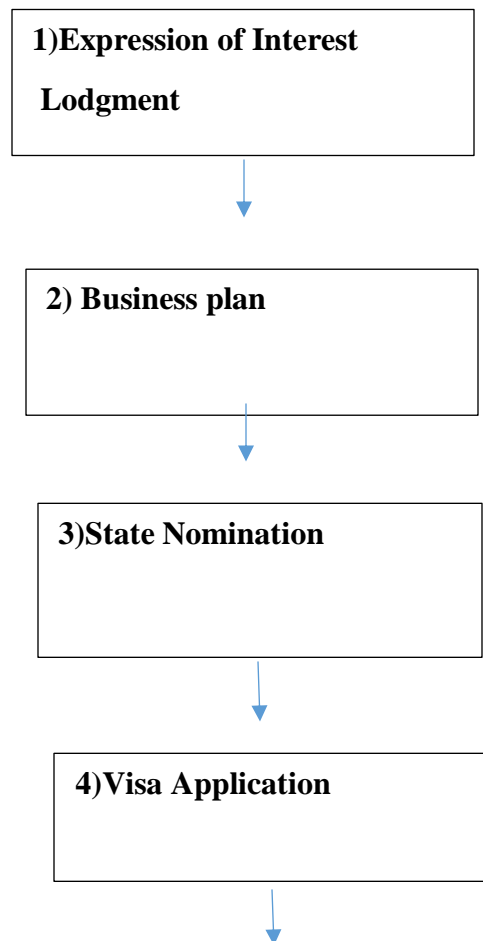 1)Expression of Interest
Lodgment
2) Business plan
3)State Nomination
4)Visa Application